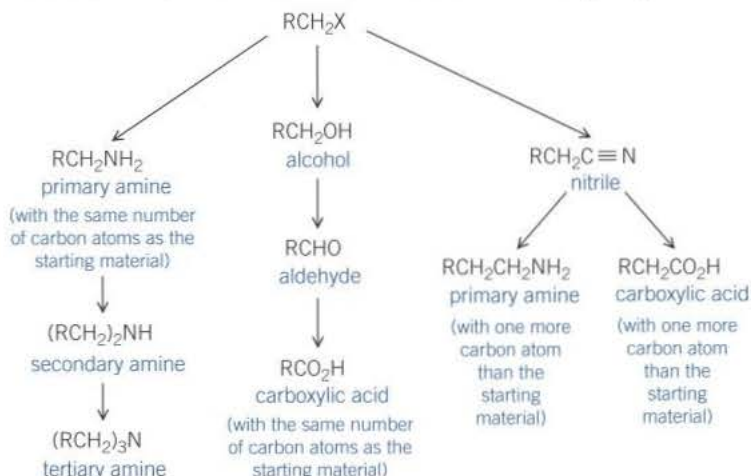 RCH₂X
RCH₂NH₂
primary amine
(with the same number
of carbon atoms as the
starting material)
(RCH₂)₂NH
secondary amine
(RCH₂)₃N
tertiary amine
RCH₂OH
alcohol
RCHO
aldehyde
RCO₂H
carboxylic acid
(with the same number
of carbon atoms as the
starting material)
RCH₂C≡N
nitrile
RCH₂CH₂NH₂
primary amine
(with one more
carbon atom
than the
starting
material)
RCH₂CO₂H
carboxylic acid
(with one more
carbon atom
than the
starting
material)